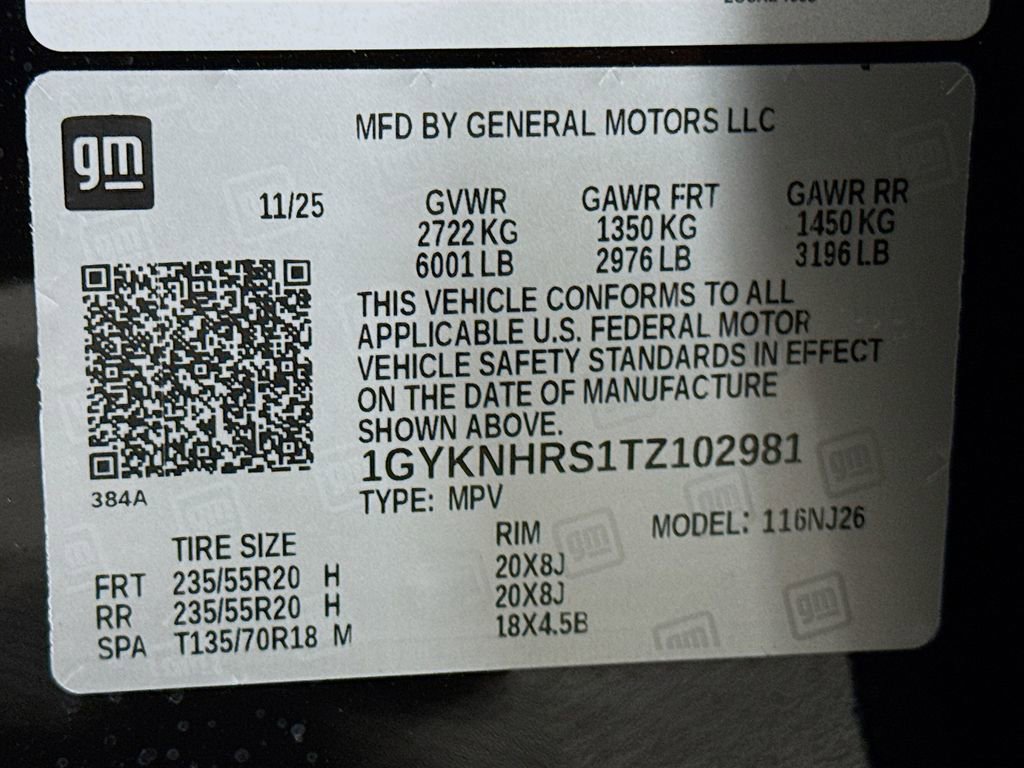 gm
MFD BY GENERAL MOTORS LLC
11/25 GVWR GAWR FRT GAWR RR
2722 KG 1350 KG 1450 KG
6001 LB 2976 LB 3196 LB
THIS VEHICLE CONFORMS TO ALL
APPLICABLE U.S. FEDERAL MOTOR
VEHICLE SAFETY STANDARDS IN EFFECT
ON THE DATE OF MANUFACTURE
SHOWN ABOVE.
1GYKNHRS1TZ102981
384A
TYPE: MPV
MODEL: 116NJ26
TIRE SIZE RIM
FRT 235/55R20 H 20X8J
RR 235/55R20 H 20X8J
SPA T135/70R18 M 18X4.5B